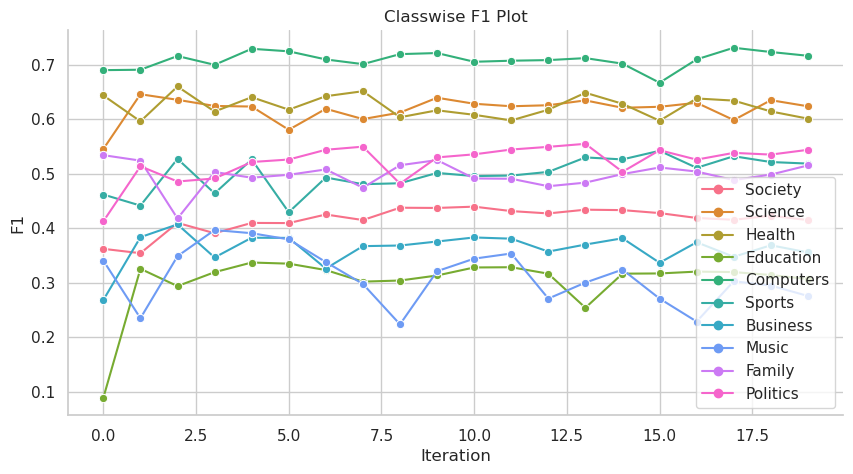 Classwise F1 Plot
F1
0.7
0.6
0.5
0.4
0.3
0.2
0.1
0.0
2.5
5.0
7.5
10.0
12.5
15.0
17.5
Iteration
Society
Science
Health
Education
Computers
Sports
Business
Music
Family
Politics